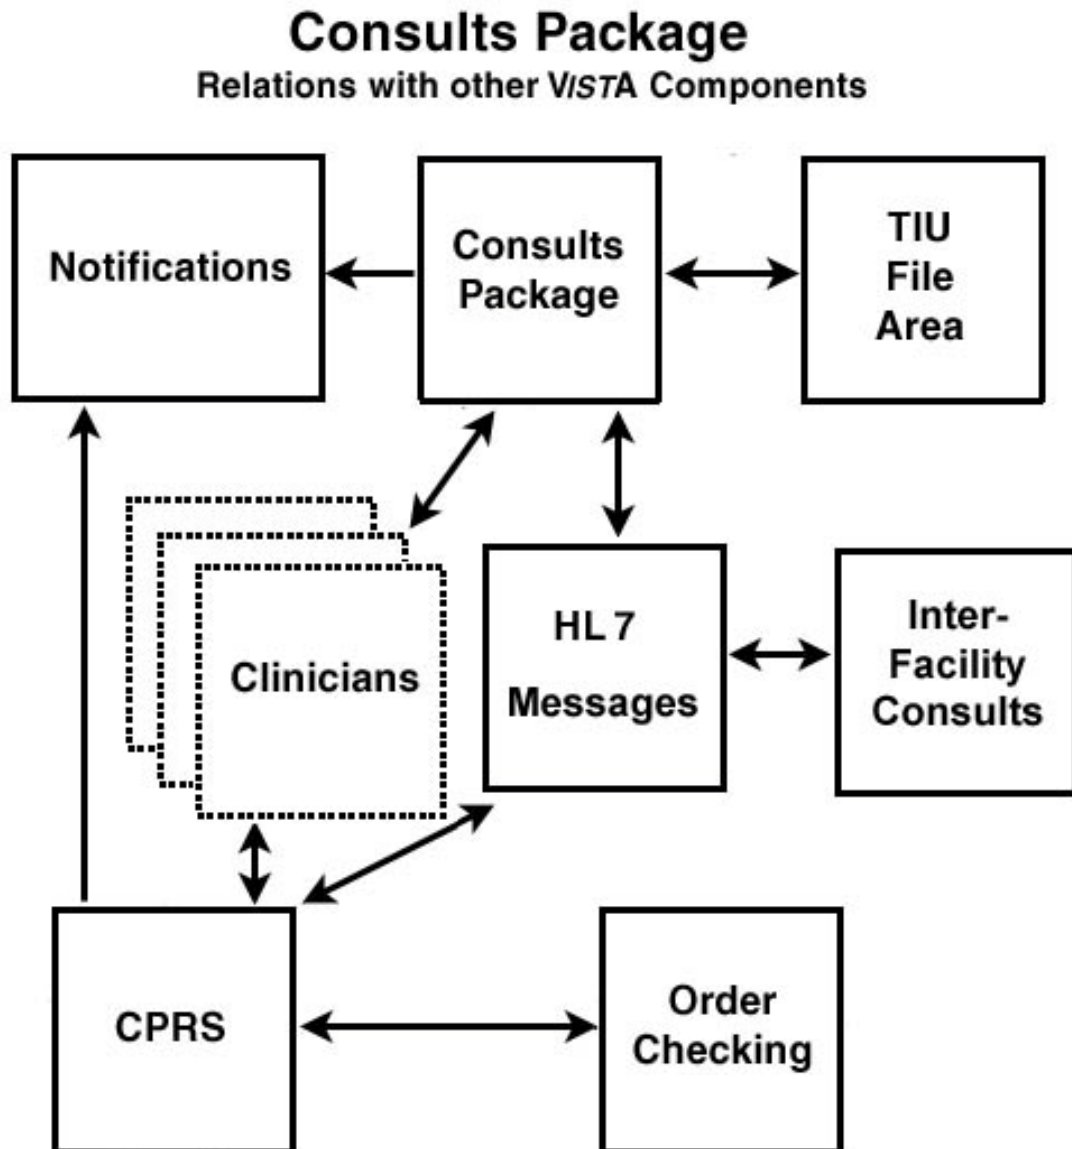 Consults Package
Relations with other VISTA Components
Notifications
Consults
Package
TIU
File
Area
Clinicians
HL 7
Messages
Inter-
Facility
Consults
CPRS
Order
Checking